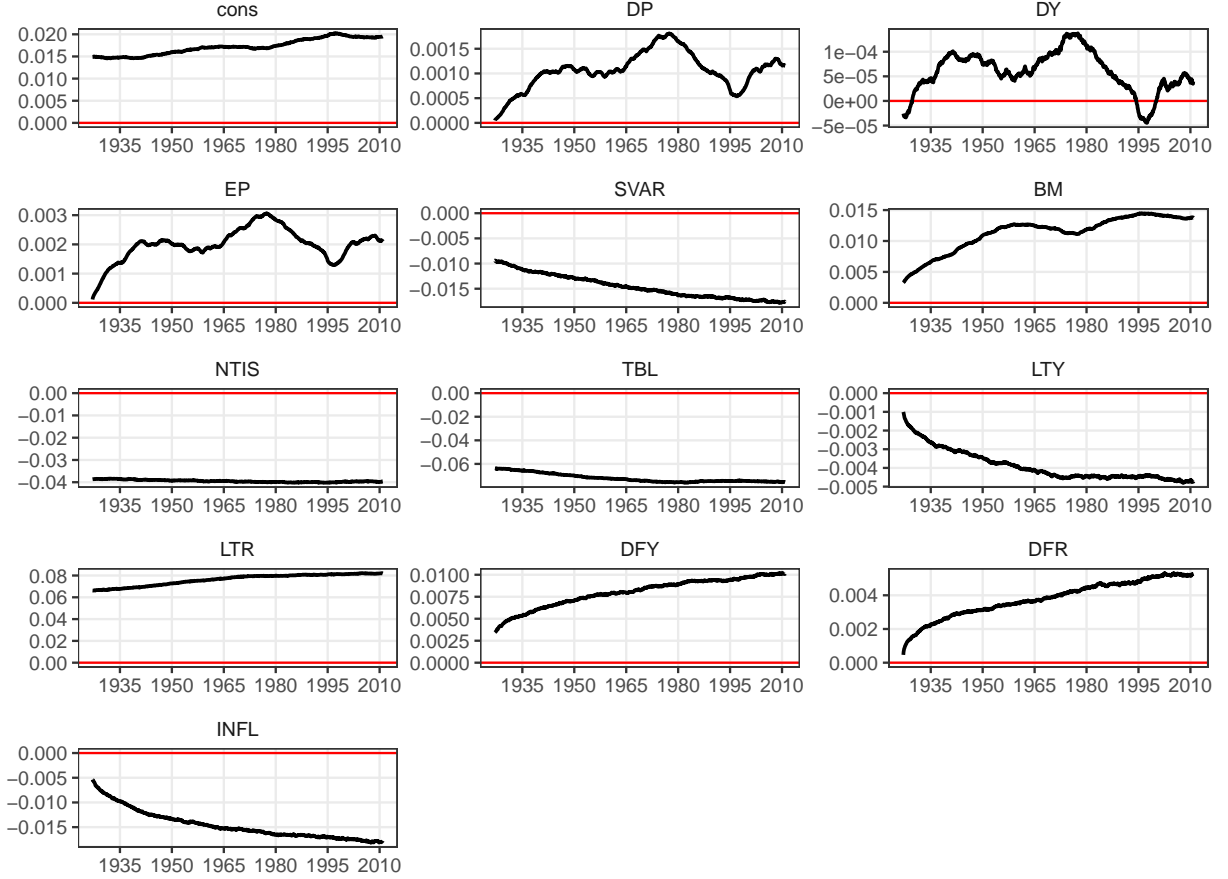 cons
0.020
0.015
0.010
0.005
0.000
1935 1950 1965 1980 1995 2010
DP
0.0015
0.0010
0.0005
0.0000
1935 1950 1965 1980 1995 2010
DY
1e−04
5e−05
0e+00
−5e−05
1935 1950 1965 1980 1995 2010
EP
0.003
0.002
0.001
0.000
1935 1950 1965 1980 1995 2010
SVAR
0.000
−0.005
−0.010
−0.015
1935 1950 1965 1980 1995 2010
BM
0.015
0.010
0.005
0.000
1935 1950 1965 1980 1995 2010
NTIS
0.00
−0.01
−0.02
−0.03
−0.04
1935 1950 1965 1980 1995 2010
TBL
0.00
−0.02
−0.04
−0.06
1935 1950 1965 1980 1995 2010
LTY
0.000
−0.001
−0.002
−0.003
−0.004
−0.005
1935 1950 1965 1980 1995 2010
LTR
0.08
0.06
0.04
0.02
0.00
1935 1950 1965 1980 1995 2010
DFY
0.0100
0.0075
0.0050
0.0025
0.0000
1935 1950 1965 1980 1995 2010
DFR
0.004
0.002
0.000
1935 1950 1965 1980 1995 2010
INFL
0.000
−0.005
−0.010
−0.015
1935 1950 1965 1980 1995 2010